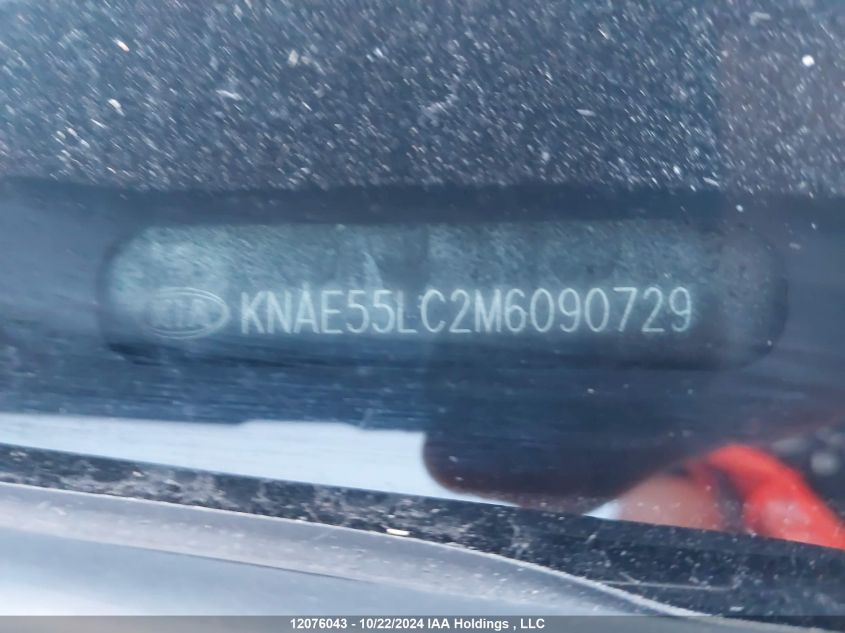 KIA KNAE55LC2M6090729
12076043 - 10/22/2024 IAA Holdings , LLC